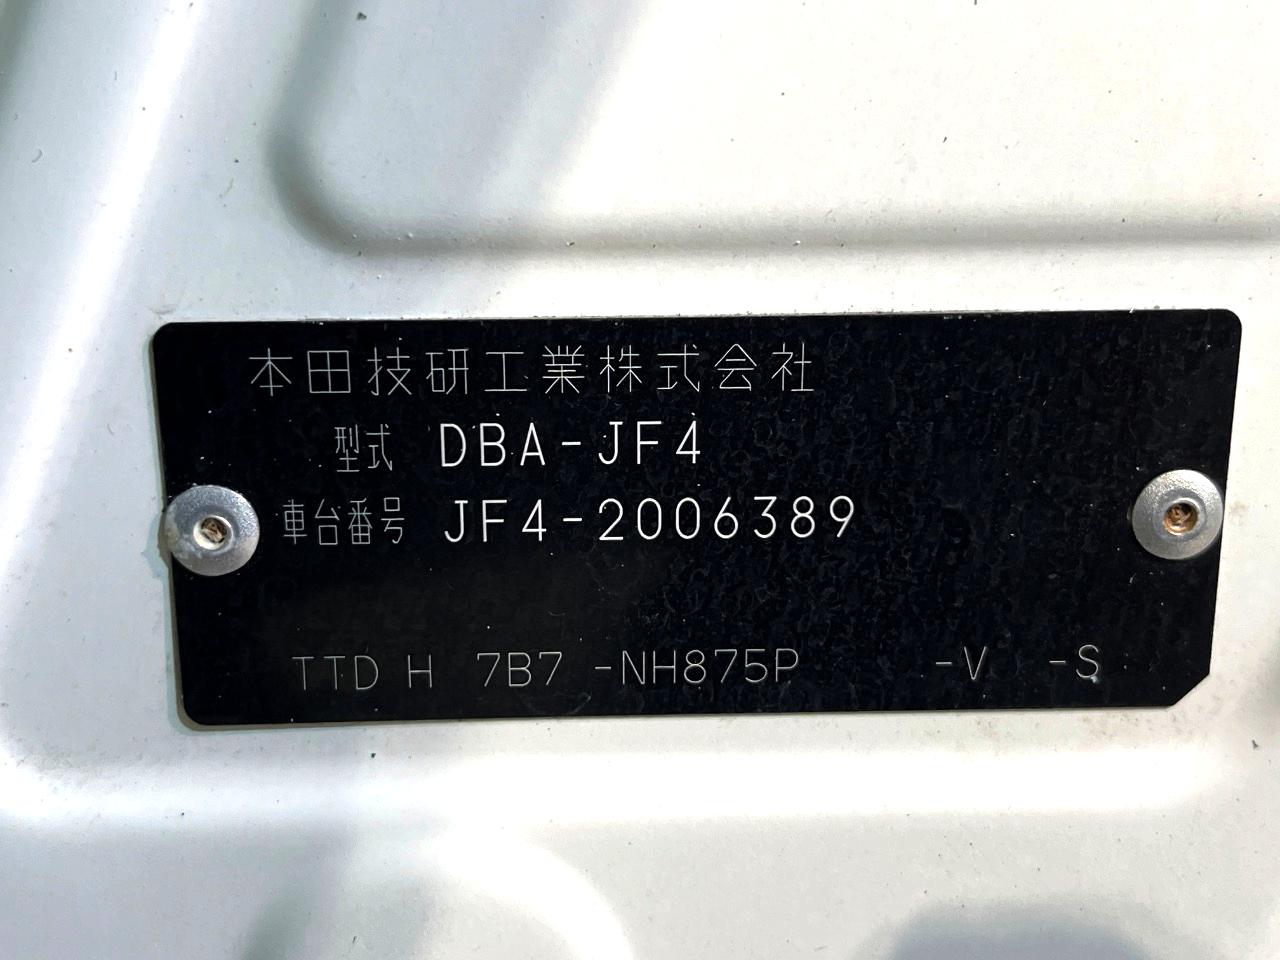 本田技研工業株式会社
型式 DBA-JF4
車台番号 JF4-2006389
TTD H 7B7 -NH875P -V -S